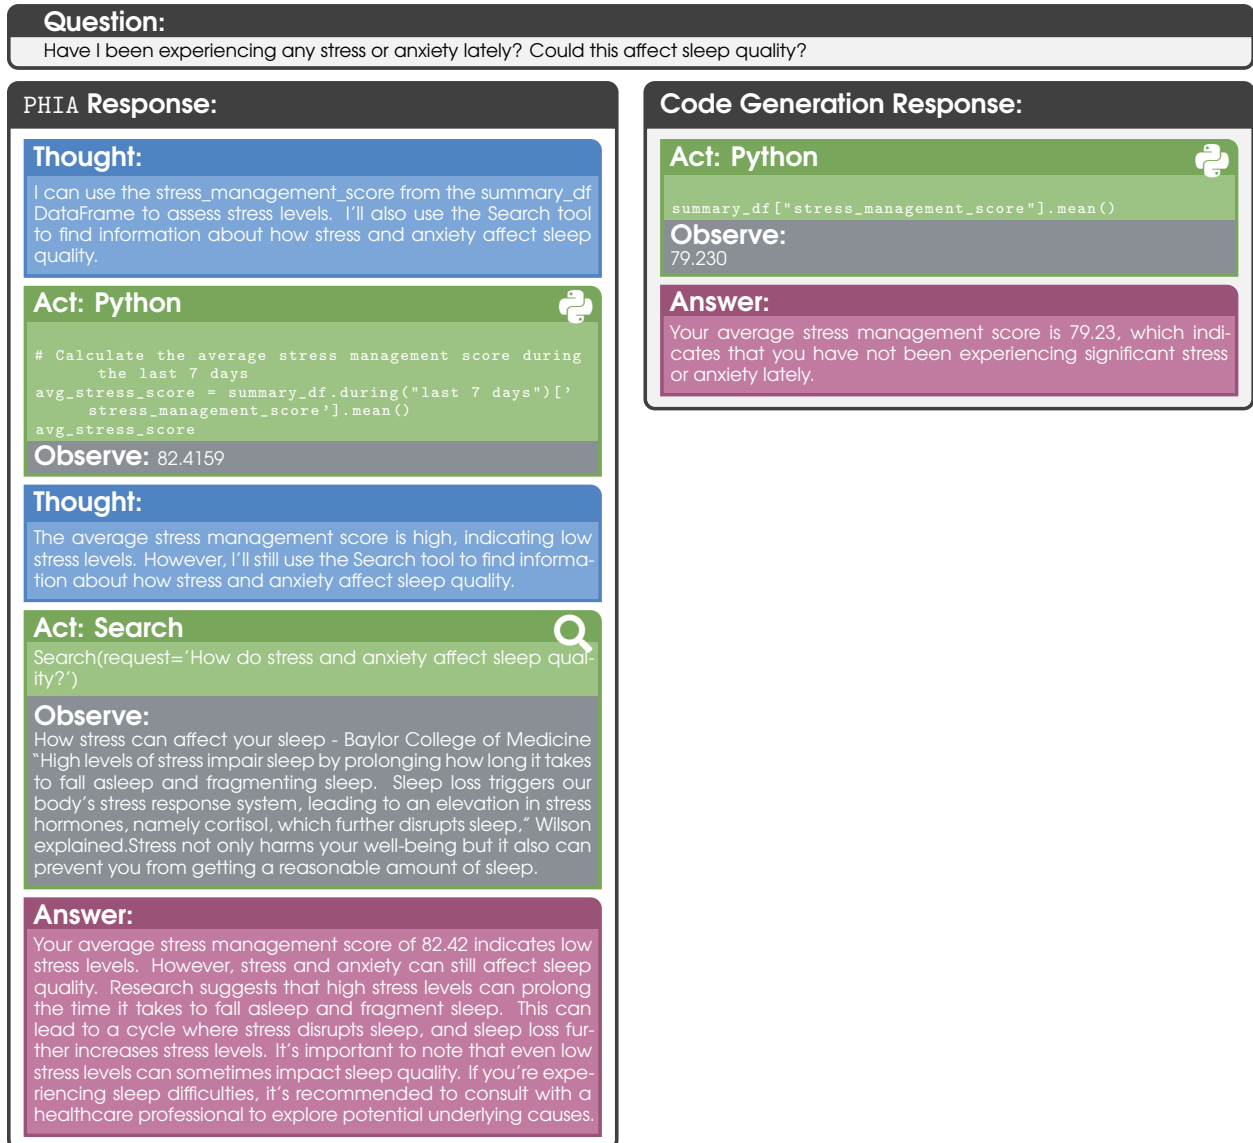 Question:
Have I been experiencing any stress or anxiety lately? Could this affect sleep quality?
PHIA Response:
Thought:
I can use the stress_management_score from the summary_df
DataFrame to assess stress levels. I'll also use the Search tool
to find information about how stress and anxiety affect sleep
quality.
Act: Python
# Calculate the average stress management score during
the last 7 days
avg_stress_score = summary_df.during("last 7 days")['
stress_management_score'].mean()
avg_stress_score
Observe: 82.4159
Thought:
The average stress management score is high, indicating low
stress levels. However, I'll still use the Search tool to find informa-
tion about how stress and anxiety affect sleep quality.
Act: Search
Search(request='How do stress and anxiety affect sleep qual-
ity?')
Observe:
How stress can affect your sleep - Baylor College of Medicine
"High levels of stress impair sleep by prolonging how long it takes
to fall asleep and fragmenting sleep. Sleep loss triggers our
body's stress response system, leading to an elevation in stress
hormones, namely cortisol, which further disrupts sleep," Wilson
explained.Stress not only harms your well-being but it also can
prevent you from getting a reasonable amount of sleep.
Answer:
Your average stress management score of 82.42 indicates low
stress levels. However, stress and anxiety can still affect sleep
quality. Research suggests that high stress levels can prolong
the time it takes to fall asleep and fragment sleep. This can
lead to a cycle where stress disrupts sleep, and sleep loss fur-
ther increases stress levels. It's important to note that even low
stress levels can sometimes impact sleep quality. If you're expe-
riencing sleep difficulties, it's recommended to consult with a
healthcare professional to explore potential underlying causes.
Code Generation Response:
Act: Python
summary_df["stress_management_score"].mean()
Observe:
79.230
Answer:
Your average stress management score is 79.23, which indi-
cates that you have not been experiencing significant stress
or anxiety lately.